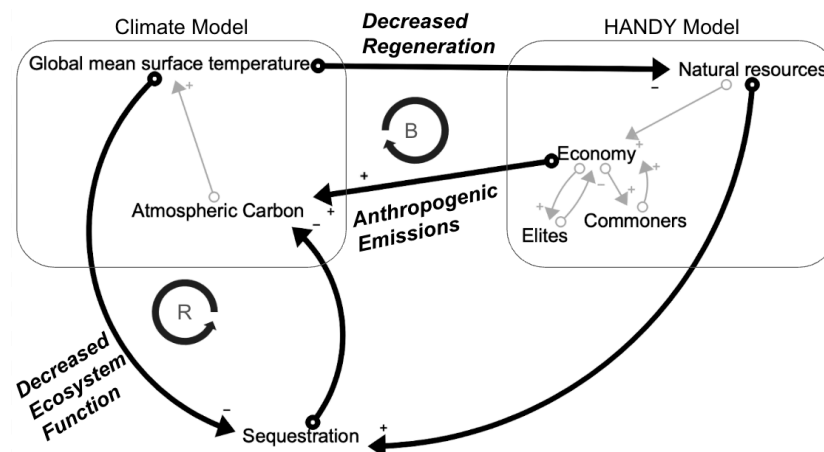 Climate Model
Decreased
Regeneration
HANDY Model
Global mean surface temperature
Natural resources
+
-
B
+
Economy
+
+
+
-
+
Atmospheric Carbon
-
+
Anthropogenic
Emissions
Elites
Commoners
R
Decreased
Ecosystem
Function
-
+
Sequestration